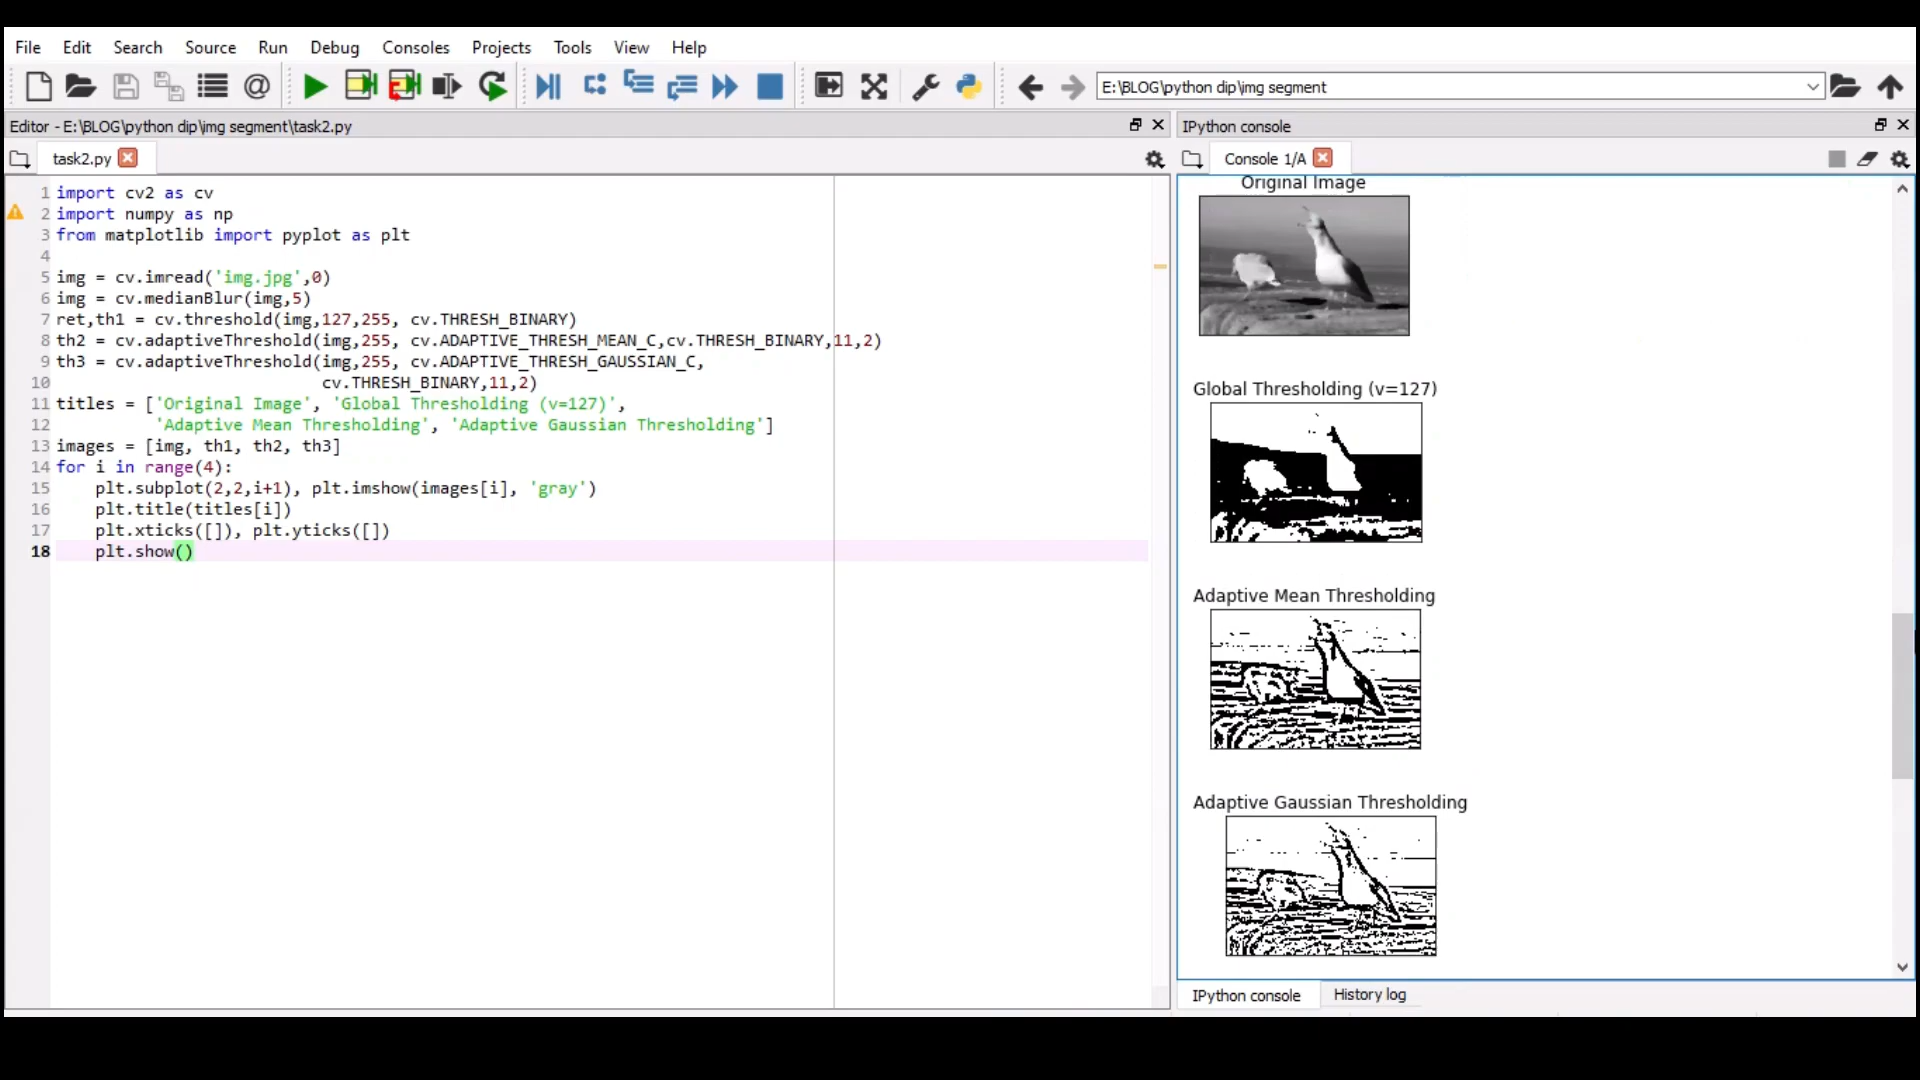 File Edit Search Source Run Debug Consoles Projects Tools View Help
E:\BLOG\python dip\img segment
Editor - E:\BLOG\python dip\img segment\task2.py
IPython console
task2.py
Console 1/A
1 import cv2 as cv
2 import numpy as np
3 from matplotlib import pyplot as plt
4
5 img = cv.imread('img.jpg',0)
6 img = cv.medianBlur(img,5)
7 ret,th1 = cv.threshold(img,127,255, cv.THRESH_BINARY)
8 th2 = cv.adaptiveThreshold(img,255, cv.ADAPTIVE_THRESH_MEAN_C,cv.THRESH_BINARY,11,2)
9 th3 = cv.adaptiveThreshold(img,255, cv.ADAPTIVE_THRESH_GAUSSIAN_C,
10 cv.THRESH_BINARY,11,2)
11 titles = ['Original Image', 'Global Thresholding (v=127)',
12 'Adaptive Mean Thresholding', 'Adaptive Gaussian Thresholding']
13 images = [img, th1, th2, th3]
14 for i in range(4):
15 plt.subplot(2,2,i+1), plt.imshow(images[i], 'gray')
16 plt.title(titles[i])
17 plt.xticks([]), plt.yticks([])
18 plt.show()
Original Image
Global Thresholding (v=127)
Adaptive Mean Thresholding
Adaptive Gaussian Thresholding
IPython console
History log